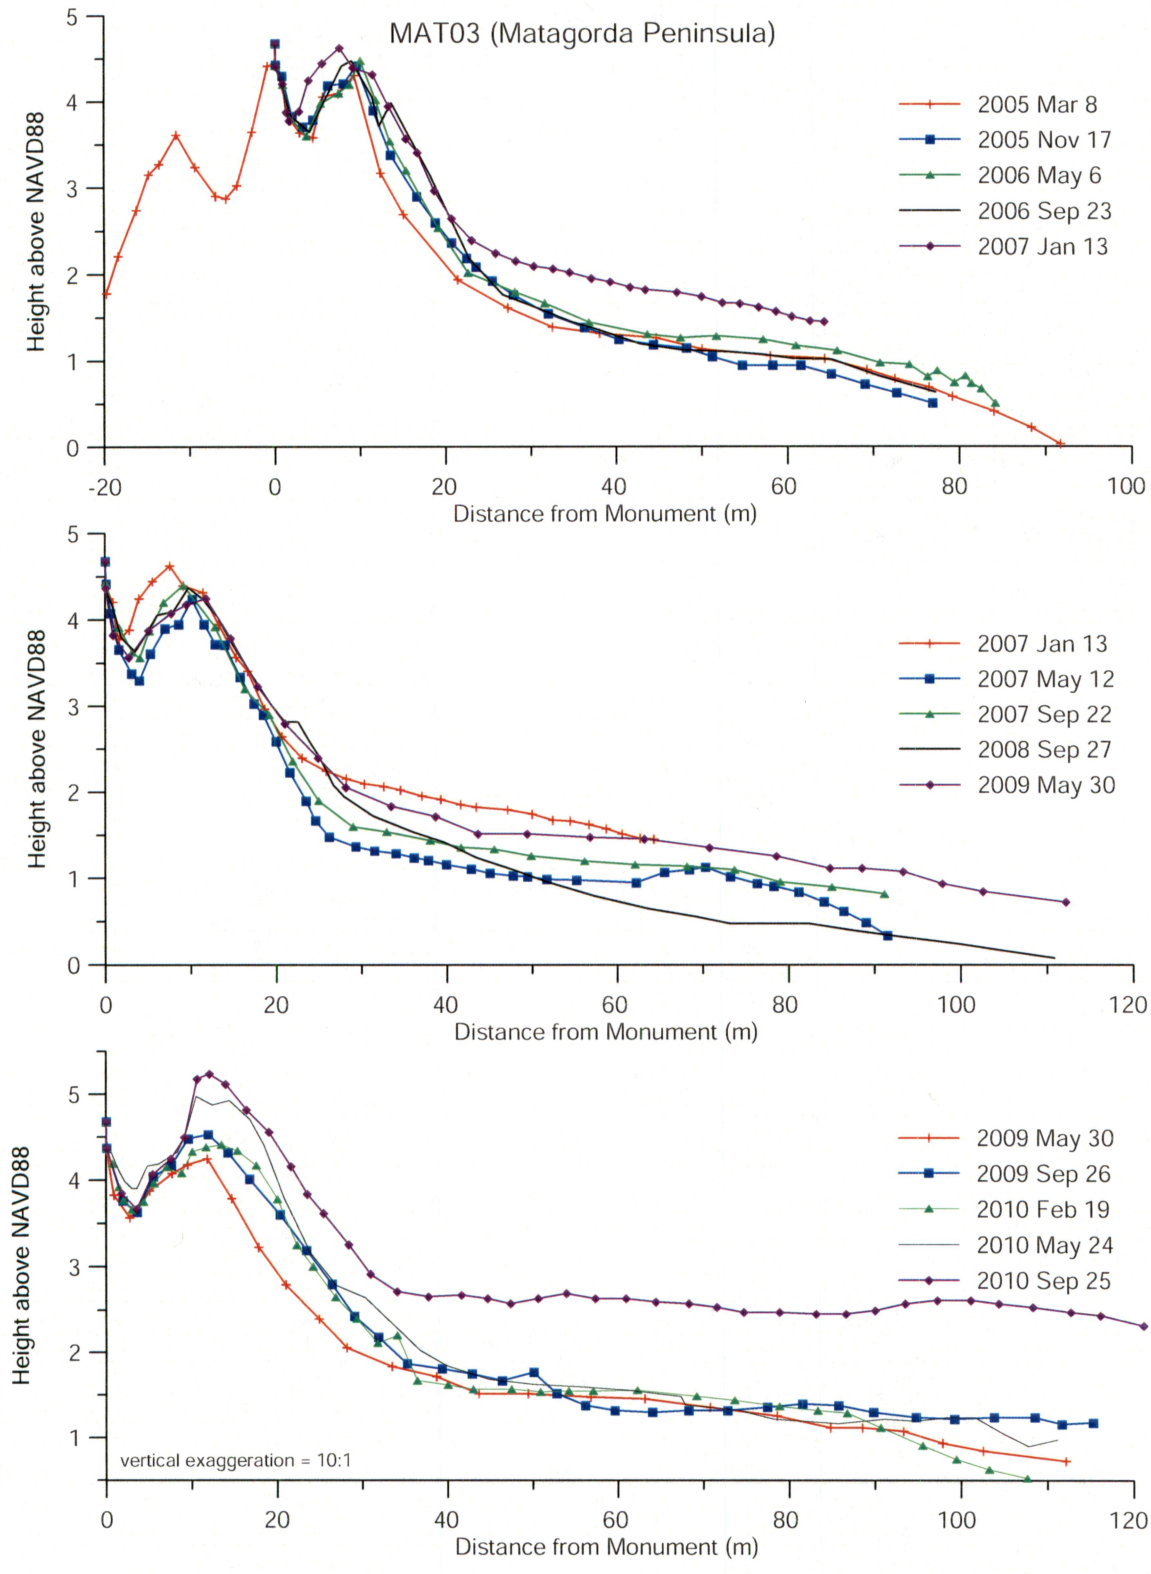 MAT03 (Matagorda Peninsula)
5
4
3
2
1
0
Height above NAVD88
2005 Mar 8
2005 Nov 17
2006 May 6
2006 Sep 23
2007 Jan 13
-20 0 20 40 60 80 100
Distance from Monument (m)
5
4
3
2
1
0
Height above NAVD88
2007 Jan 13
2007 May 12
2007 Sep 22
2008 Sep 27
2009 May 30
0 20 40 60 80 100 120
Distance from Monument (m)
5
4
3
2
1
Height above NAVD88
2009 May 30
2009 Sep 26
2010 Feb 19
2010 May 24
2010 Sep 25
vertical exaggeration = 10:1
0 20 40 60 80 100 120
Distance from Monument (m)